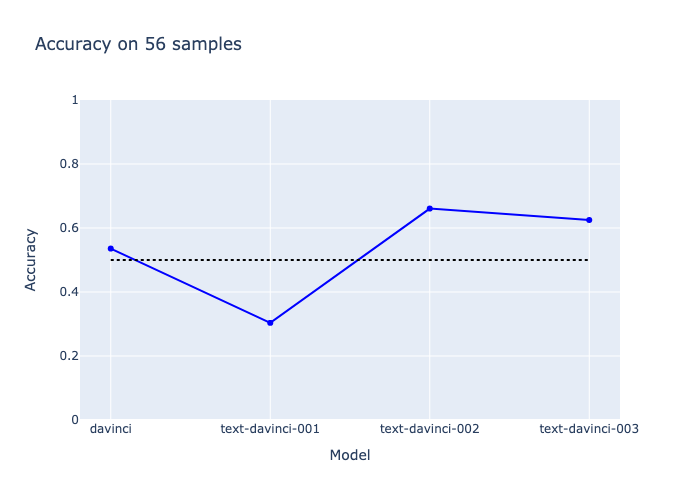 Accuracy on 56 samples
1
0.8
0.6
0.4
0.2
0
Accuracy
davinci
text-davinci-001
text-davinci-002
text-davinci-003
Model